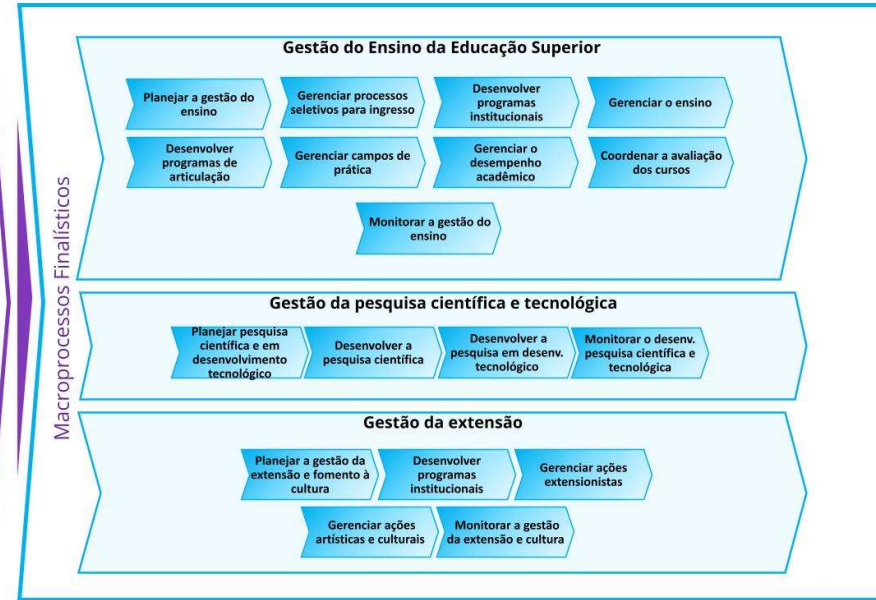 Macroprocessos Finalísticos
Gestão do Ensino da Educação Superior
Planejar a gestão do
ensino
Gerenciar processos
seletivos para ingresso
Desenvolver
programas
institucionais
Gerenciar o ensino
Desenvolver
programas de
articulação
Gerenciar campos de
prática
Gerenciar o
desempenho
acadêmico
Coordenar a avaliação
dos cursos
Monitorar a gestão do
ensino
Gestão da pesquisa científica e tecnológica
Planejar pesquisa
científica e em
desenvolvimento
tecnológico
Desenvolver a
pesquisa científica
Desenvolver a
pesquisa em desenv.
tecnológico
Monitorar o desenv.
pesquisa científica e
tecnológica
Gestão da extensão
Planejar a gestão da
extensão e fomento à
cultura
Desenvolver
programas
institucionais
Gerenciar ações
extensionistas
Gerenciar ações
artísticas e culturais
Monitorar a gestão
da extensão e cultura